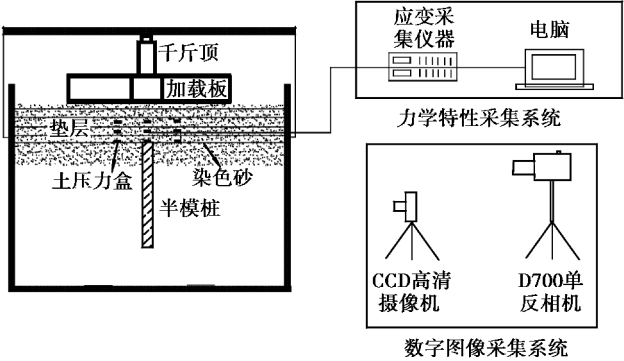 千斤顶
加载板
垫层
土压力盒
染色砂
半模桩
应变采
集仪器
电脑
力学特性采集系统
CCD高清
摄像机
D700单
反相机
数字图像采集系统